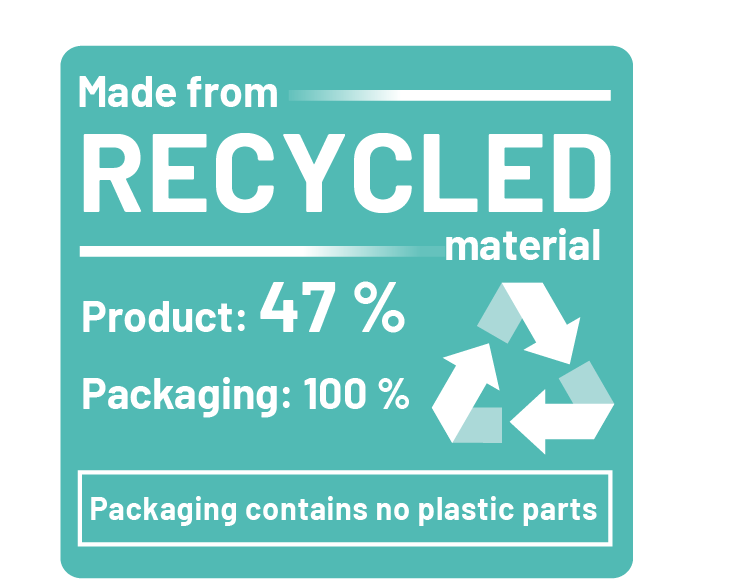 Made from
RECYCLED
material
Product: 47 %
Packaging: 100 %
Packaging contains no plastic parts